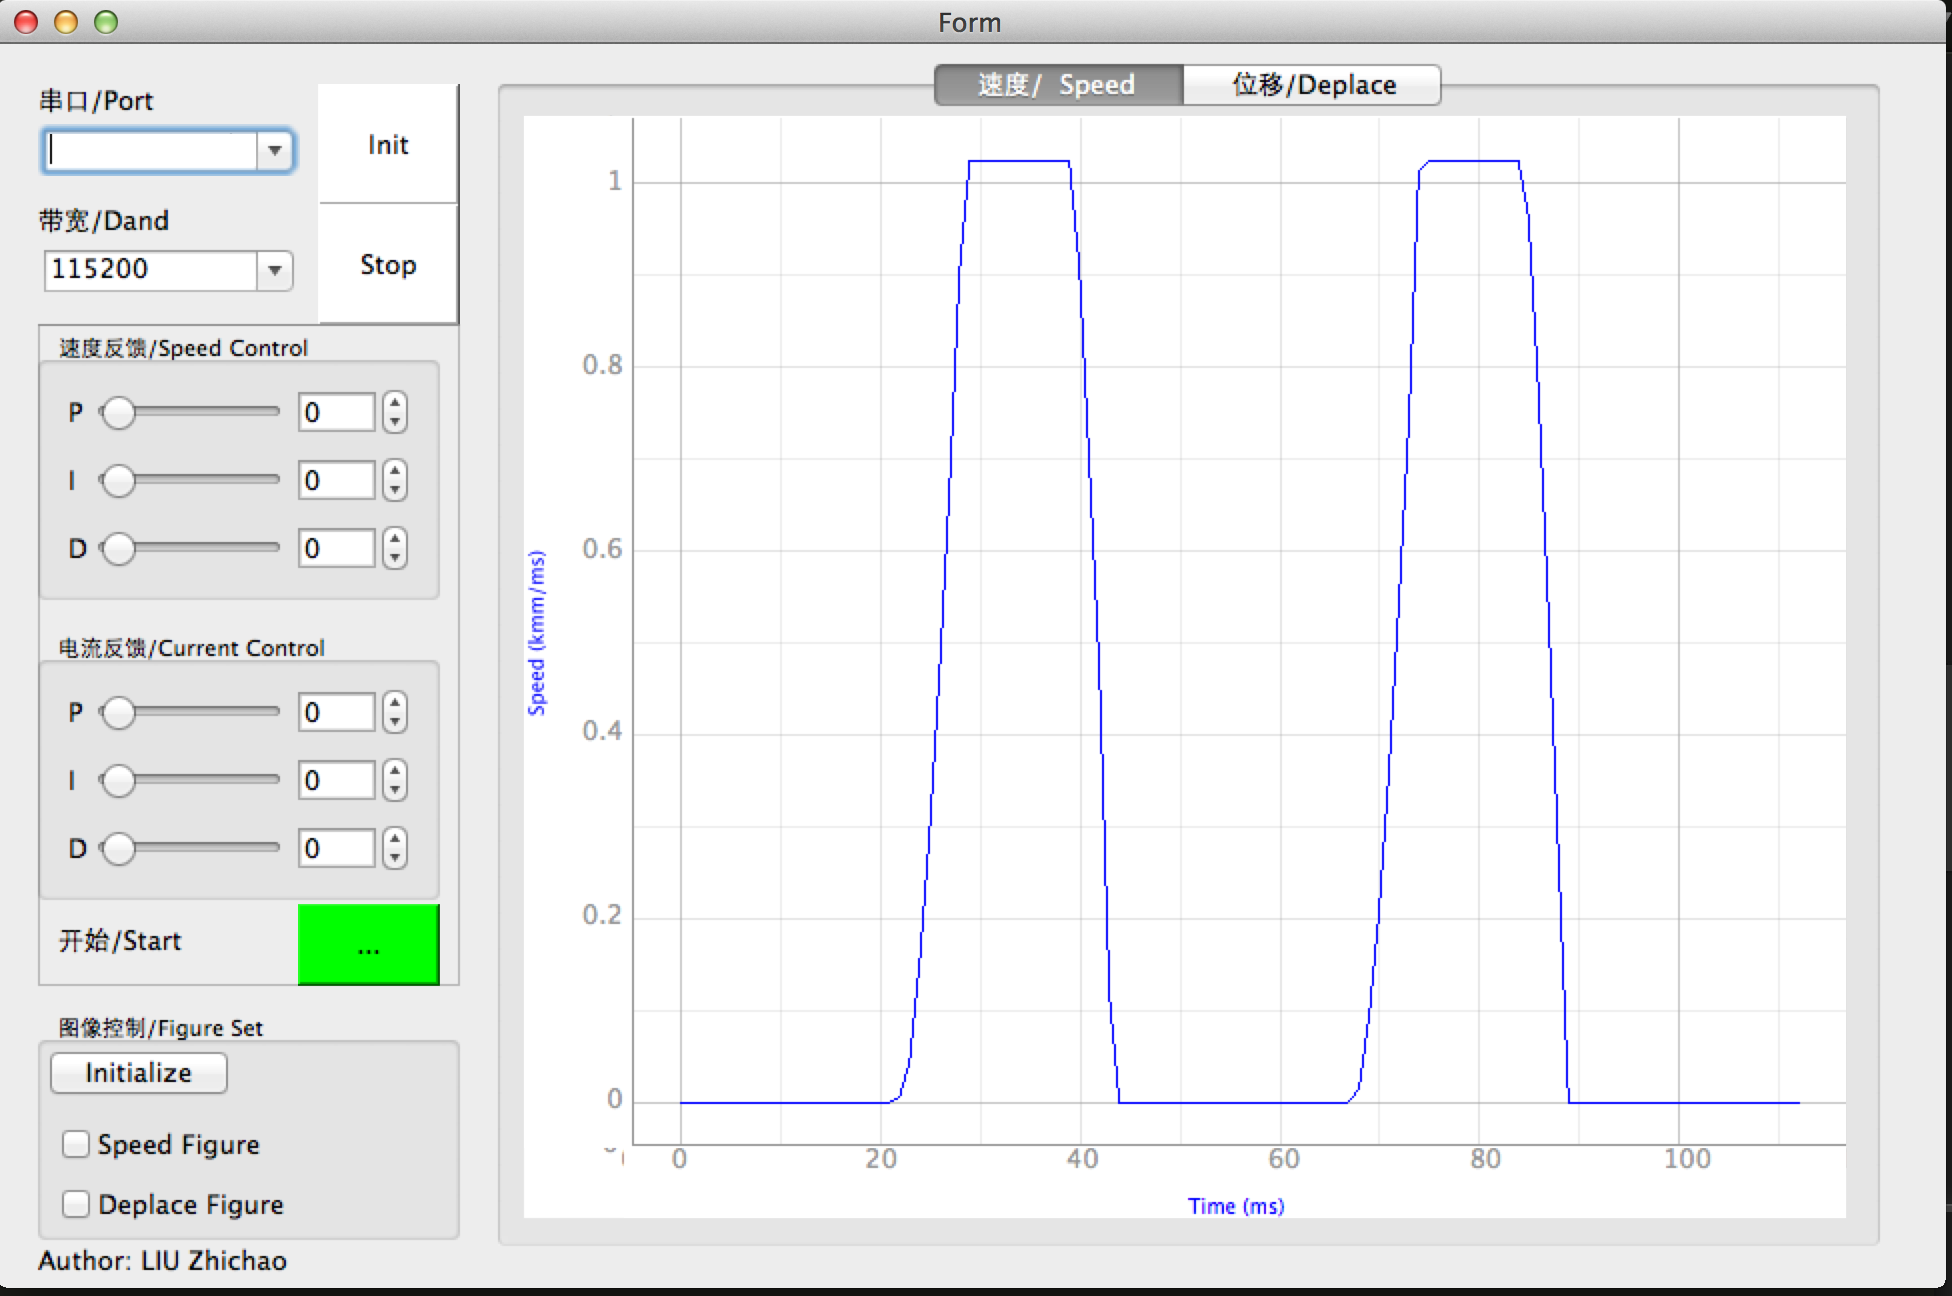 Form
串口/Port
Init
带宽/Dand
115200
Stop
速度反馈/Speed Control
P 0
I 0
D 0
电流反馈/Current Control
P 0
I 0
D 0
开始/Start ...
图像控制/Figure Set
Initialize
Speed Figure
Deplace Figure
Author: LIU Zhichao
速度/ Speed
位移/Deplace
1
0.8
0.6
0.4
0.2
0
Speed (kmm/ms)
0 20 40 60 80 100
Time (ms)